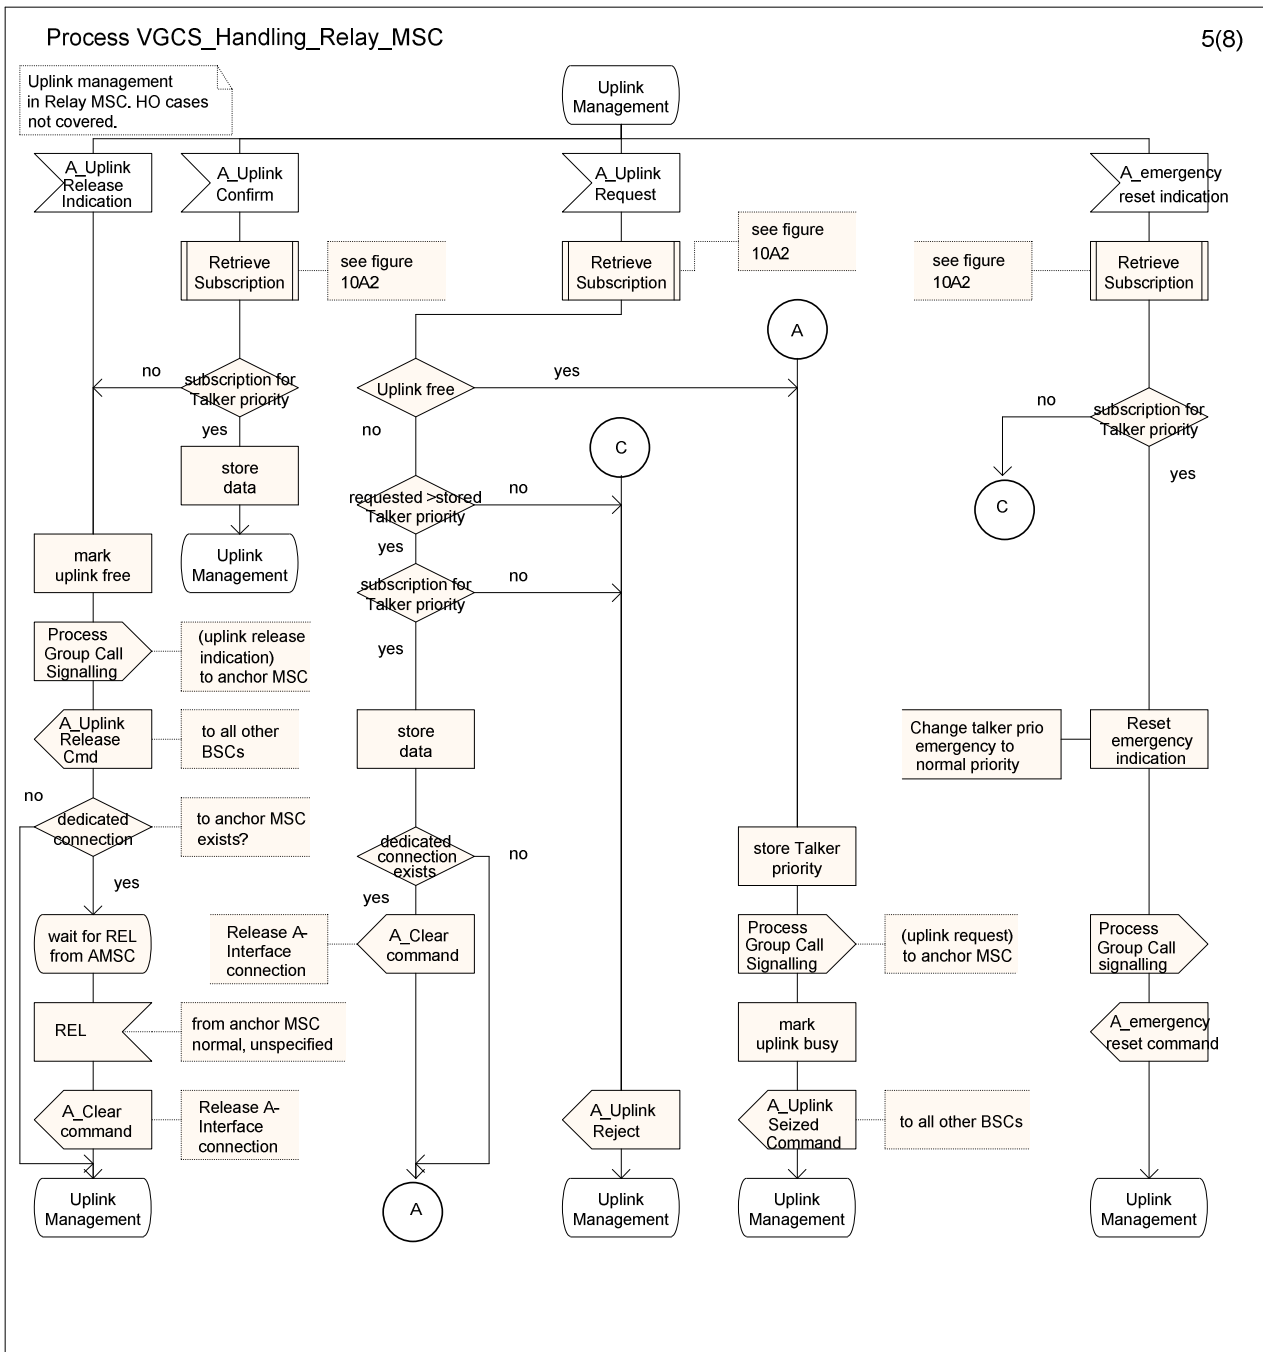 Process VGCS_Handling_Relay_MSC
5(8)
Uplink management
in Relay MSC. HO cases
not covered.
Uplink
Management
A_Uplink
Release
Indication
A_Uplink
Confirm
A_Uplink
Request
A_emergency
reset indication
Retrieve
Subscription
see figure
10A2
Retrieve
Subscription
see figure
10A2
see figure
10A2
Retrieve
Subscription
A
no
subscription for
Talker priority
yes
Uplink free
yes
no
no
subscription for
Talker priority
yes
C
C
store
data
requested >stored
Talker priority
no
yes
mark
uplink free
Uplink
Management
subscription for
Talker priority
no
yes
Process
Group Call
Signalling
(uplink release
indication)
to anchor MSC
A_Uplink
Release
Cmd
to all other
BSCs
store
data
Change talker prio
emergency to
normal priority
Reset
emergency
indication
no
dedicated
connection
to anchor MSC
exists?
yes
dedicated
connection
exists
no
yes
store Talker
priority
wait for REL
from AMSC
Release A-
Interface
connection
A_Clear
command
Process
Group Call
Signalling
(uplink request)
to anchor MSC
Process
Group Call
signalling
REL
from anchor MSC
normal, unspecified
mark
uplink busy
A_emergency
reset command
A_Clear
command
Release A-
Interface
connection
A_Uplink
Reject
A_Uplink
Seized
Command
to all other BSCs
Uplink
Management
A
Uplink
Management
Uplink
Management
Uplink
Management